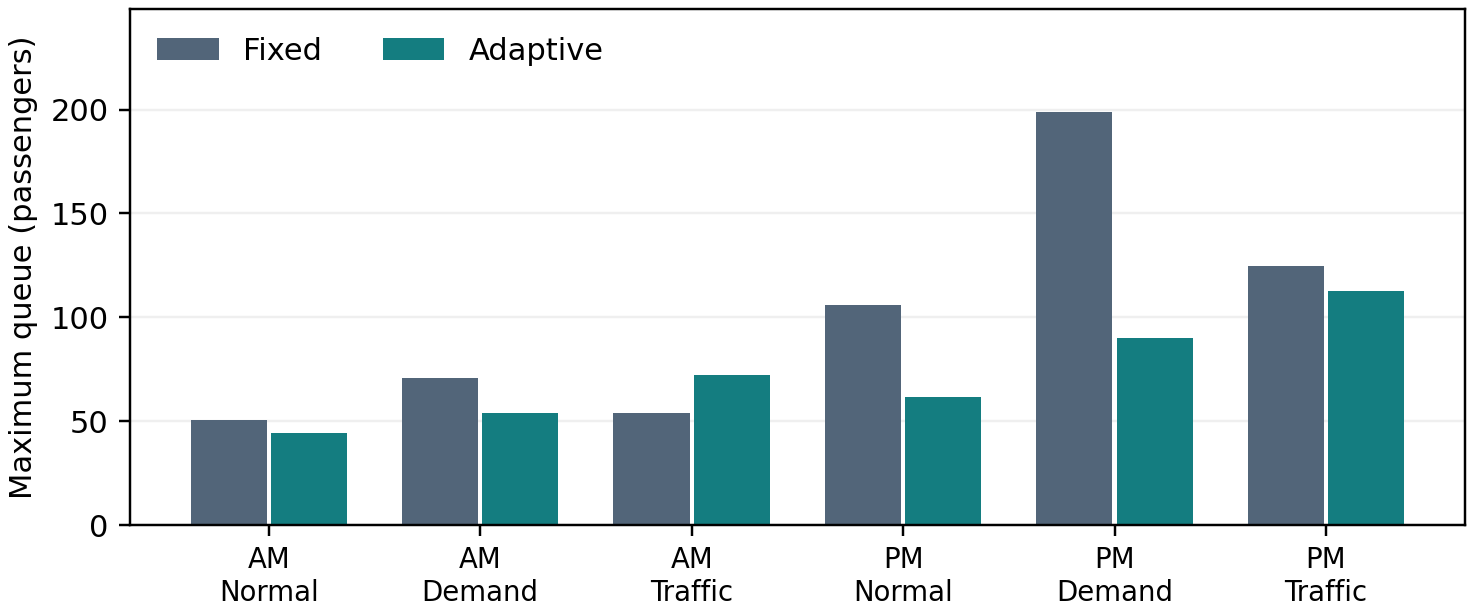 Maximum queue (passengers)
Fixed
Adaptive
200
150
100
50
0
AM
Normal
AM
Demand
AM
Traffic
PM
Normal
PM
Demand
PM
Traffic